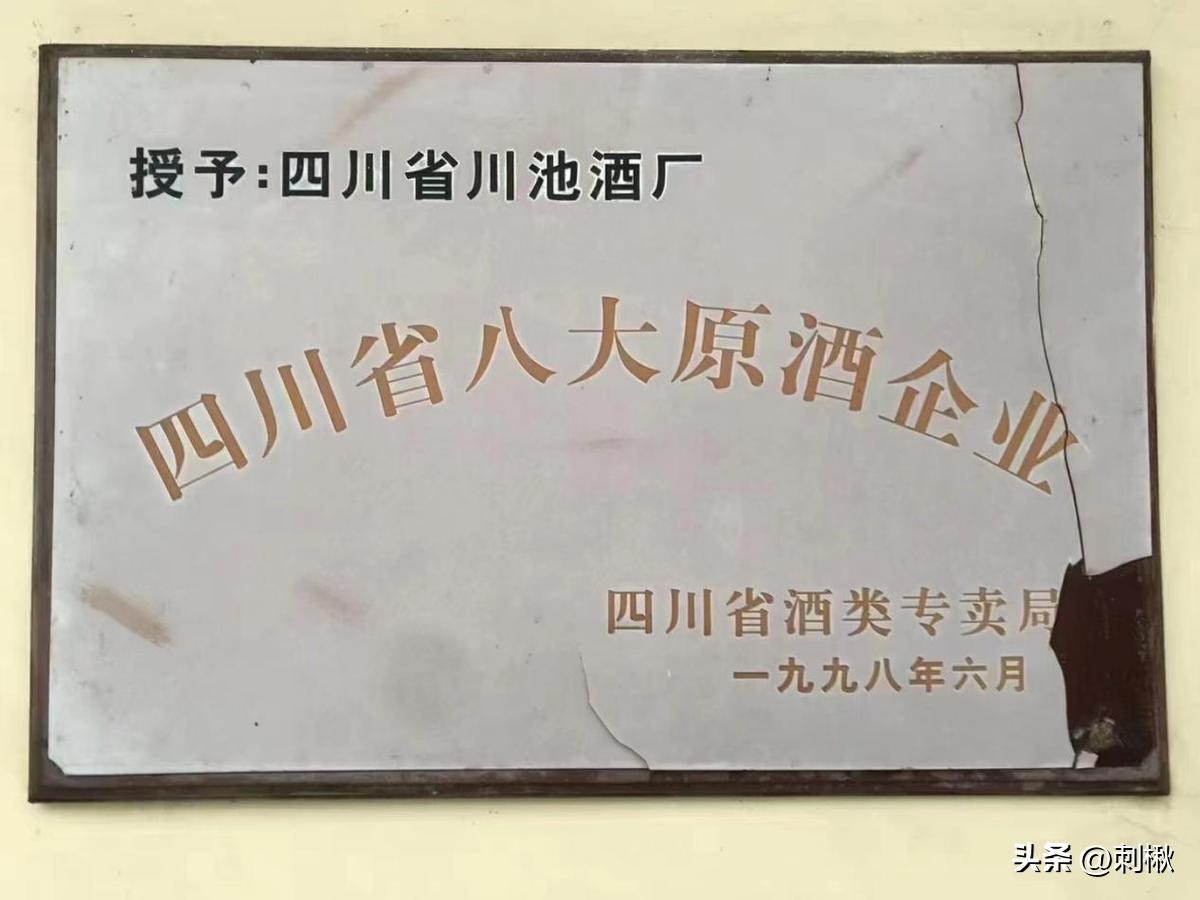 授予:四川省川池酒厂
四川省八大原酒企业
四川省酒类专卖局
一九九八年六月
头条 @刺楸